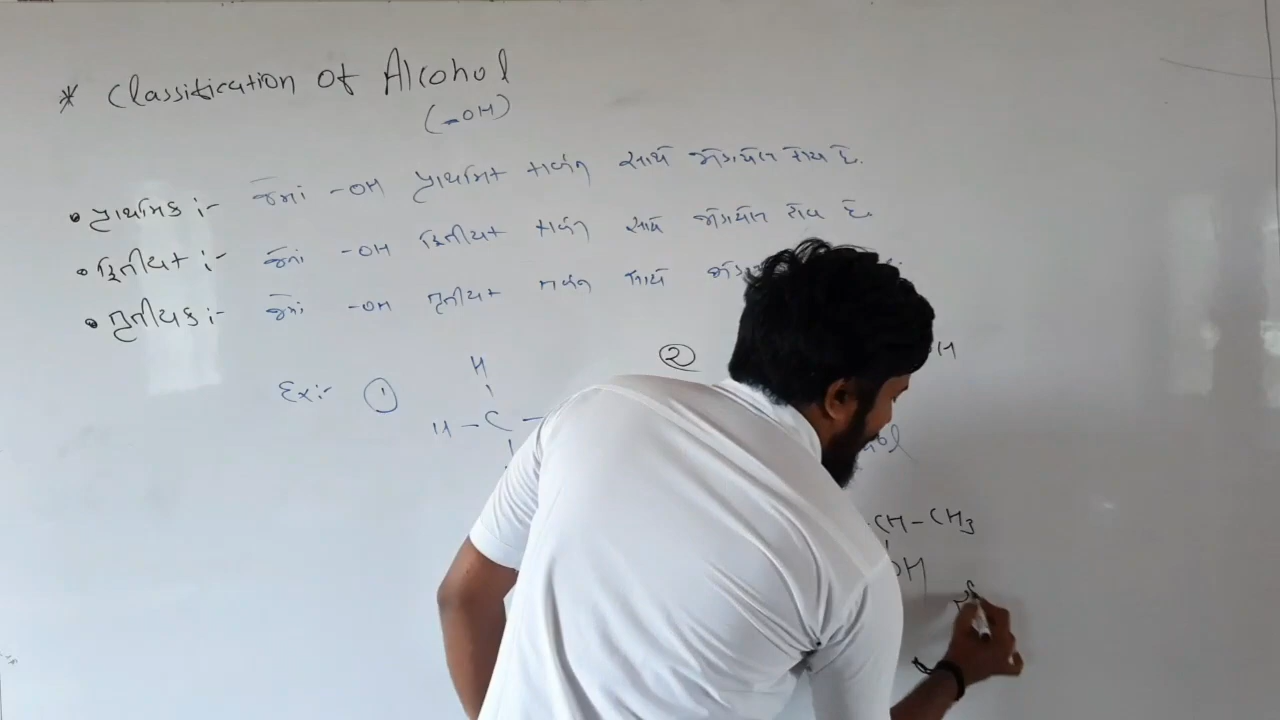 * Classification of Alcohol
(-OH)
• પ્રાથમિક :- જેમાં -OH પ્રાથમિક કાર્બન સાથે જોડાયેલ હોય છે.
• દ્વિતીયક :- જેમાં -OH દ્વિતીયક કાર્બન સાથે જોડાયેલ હોય છે.
• તૃતીયક :- જેમાં -OH તૃતીયક કાર્બન સાથે
Ex:- ① H ② H
H - C -
CH - CH3
OH